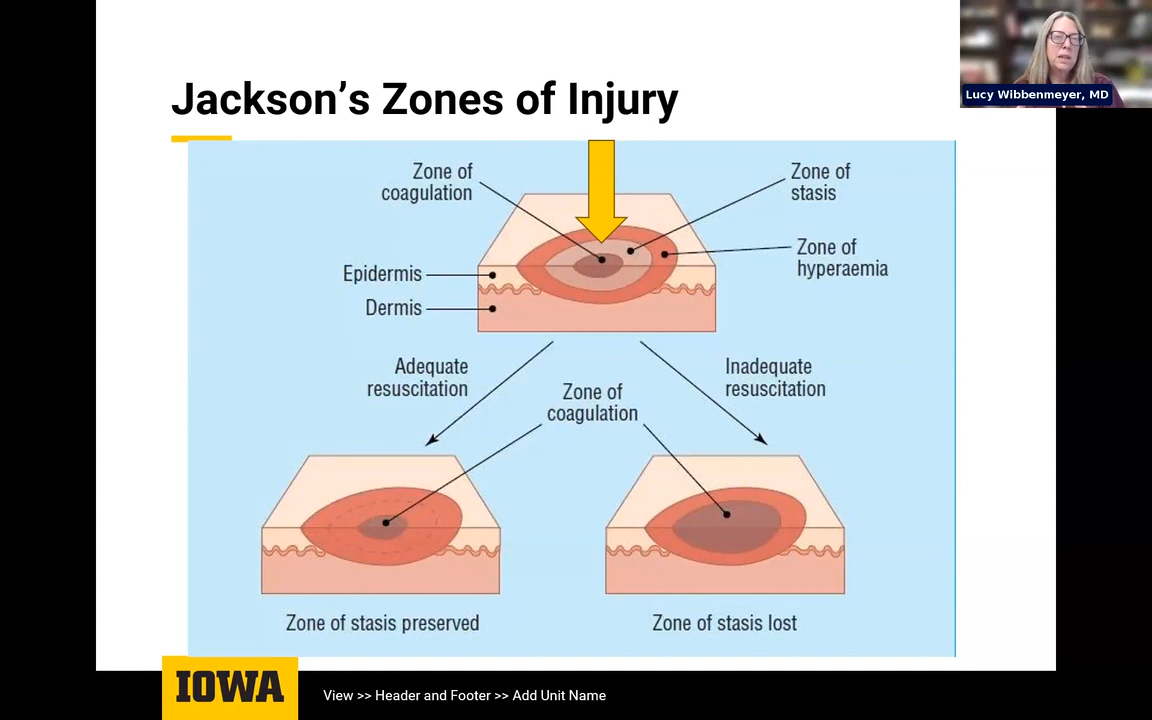 Lucy Wibbenmeyer, MD
Jackson's Zones of Injury
Zone of
coagulation
Zone of
stasis
Zone of
hyperaemia
Epidermis
Dermis
Adequate
resuscitation
Inadequate
resuscitation
Zone of
coagulation
Zone of stasis preserved
Zone of stasis lost
IOWA
View >> Header and Footer >> Add Unit Name